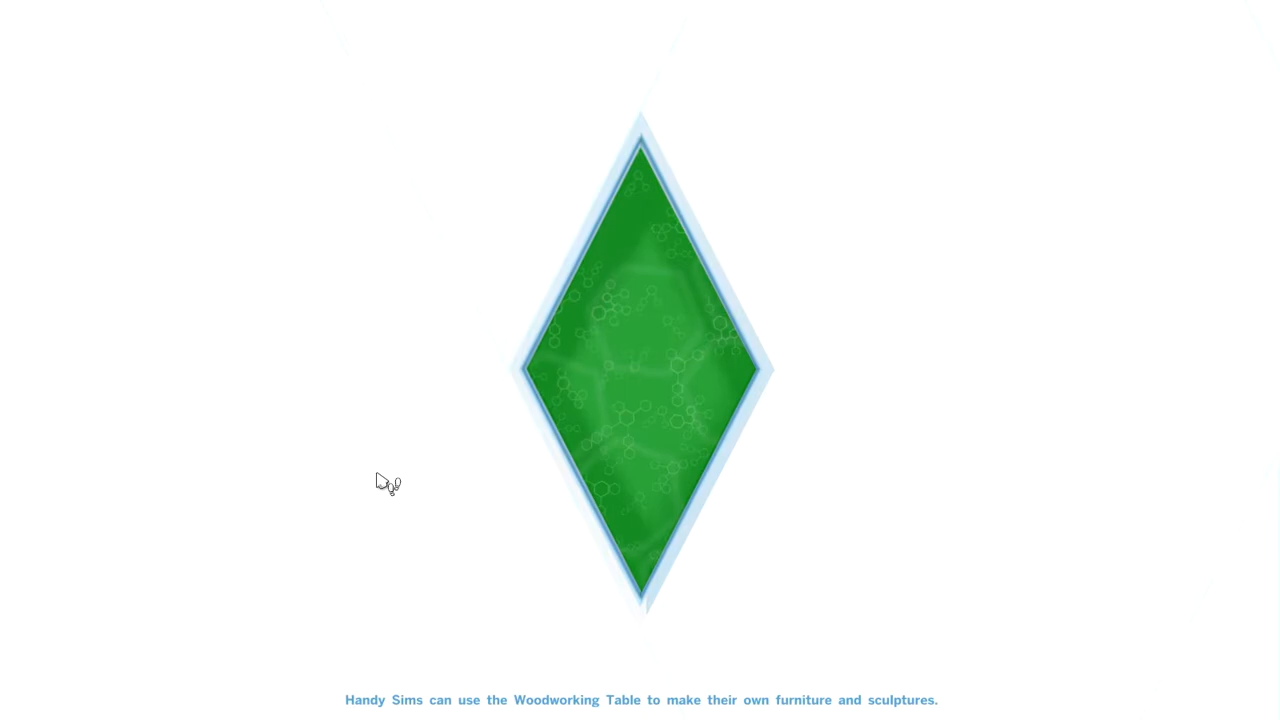 Handy Sims can use the Woodworking Table to make their own furniture and sculptures.